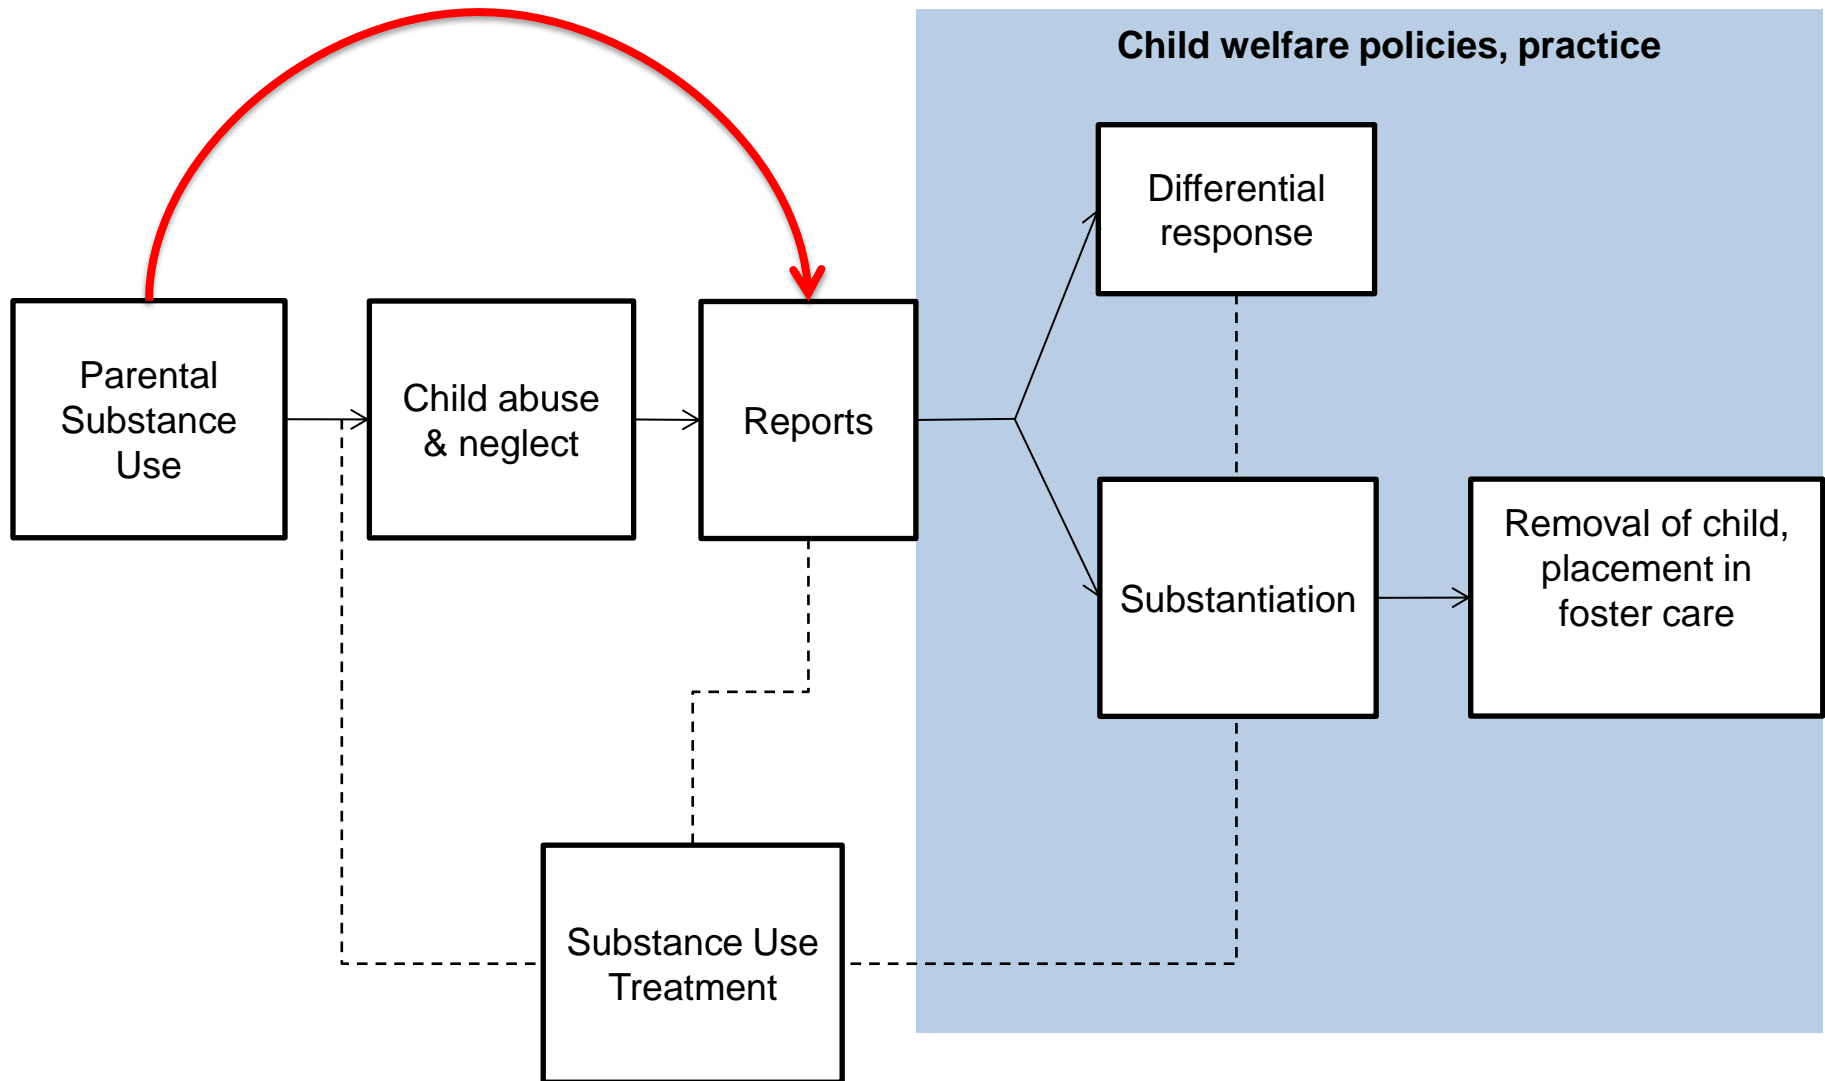 Child welfare policies, practice
Differential
response
Parental
Substance
Use
Child abuse
& neglect
Reports
Substantiation
Removal of child,
placement in
foster care
Substance Use
Treatment